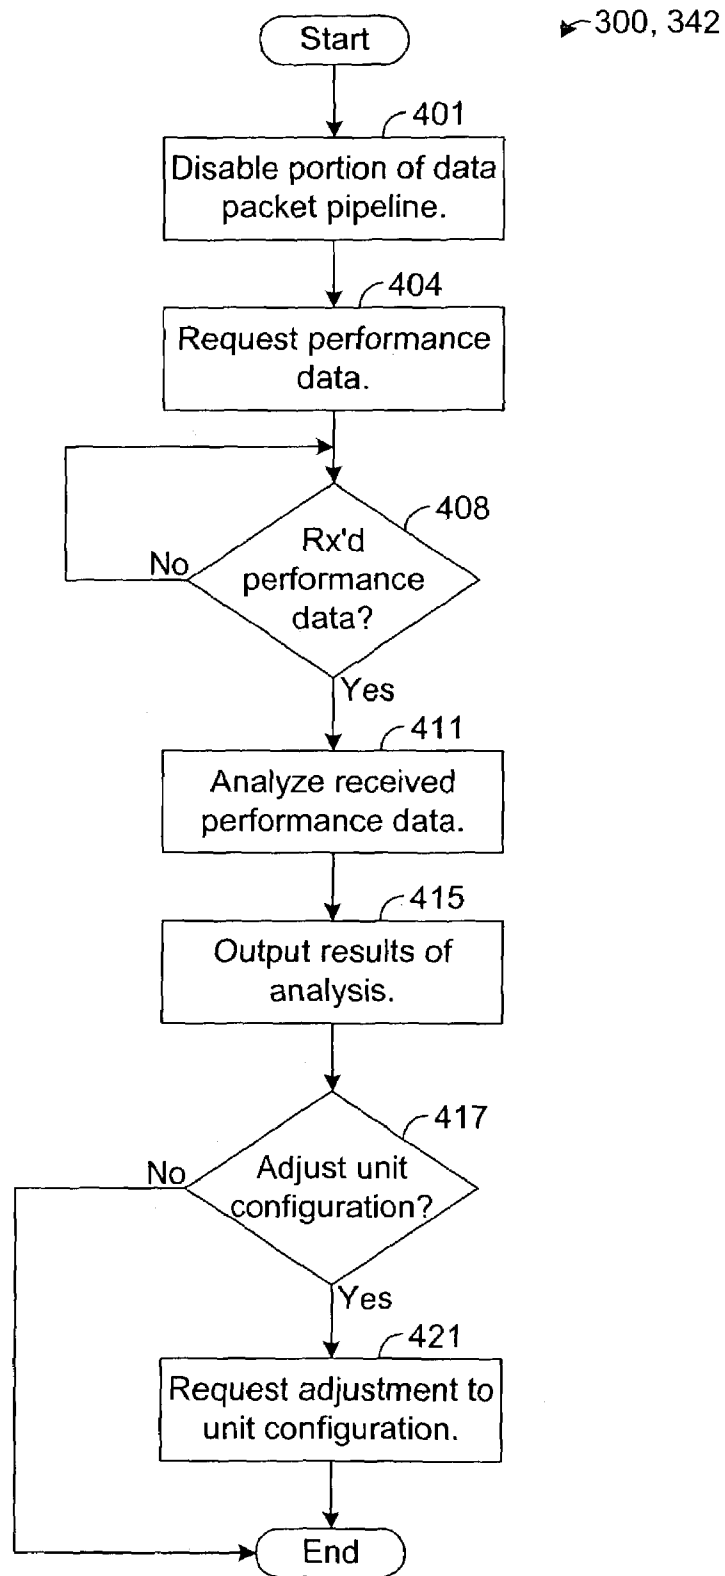 Start
300, 342
401
Disable portion of data
packet pipeline.
404
Request performance
data.
408
Rx'd
performance
data?
No
Yes
411
Analyze received
performance data.
415
Output results of
analysis.
417
Adjust unit
configuration?
No
Yes
421
Request adjustment to
unit configuration.
End